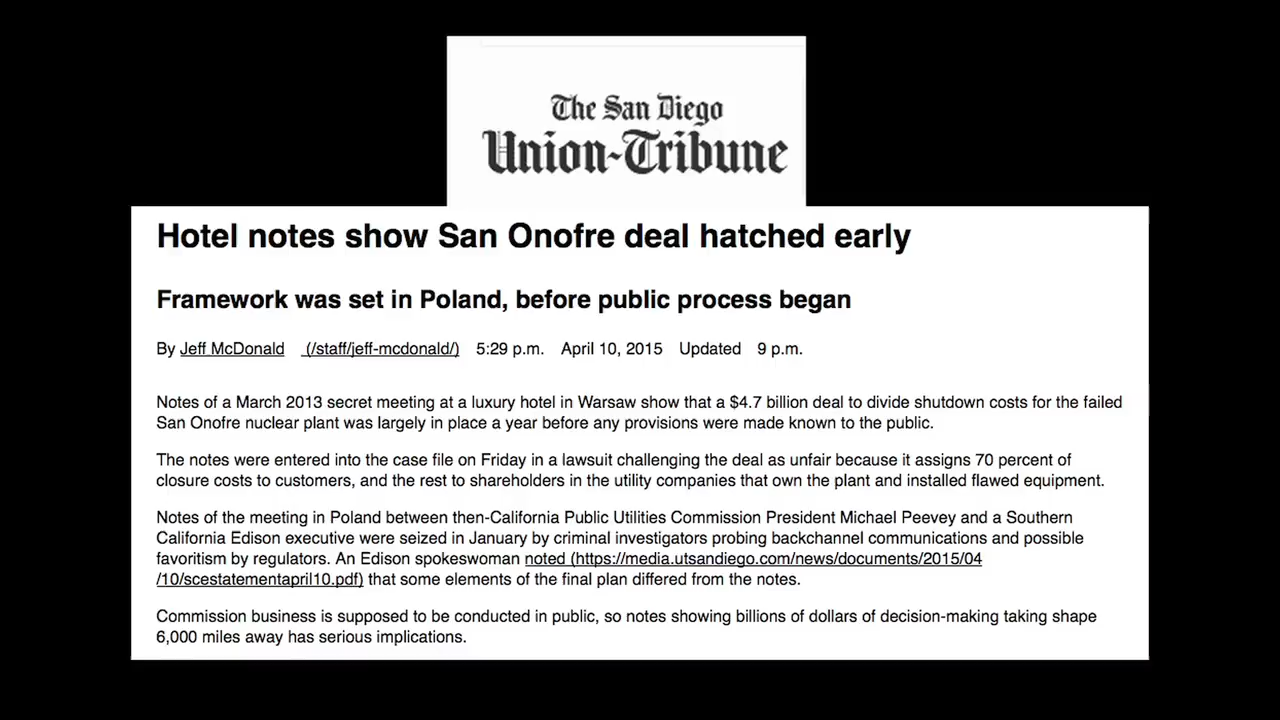 The San Diego
Union-Tribune
Hotel notes show San Onofre deal hatched early
Framework was set in Poland, before public process began
By Jeff McDonald (/staff/jeff-mcdonald/) 5:29 p.m. April 10, 2015 Updated 9 p.m.
Notes of a March 2013 secret meeting at a luxury hotel in Warsaw show that a $4.7 billion deal to divide shutdown costs for the failed
San Onofre nuclear plant was largely in place a year before any provisions were made known to the public.
The notes were entered into the case file on Friday in a lawsuit challenging the deal as unfair because it assigns 70 percent of
closure costs to customers, and the rest to shareholders in the utility companies that own the plant and installed flawed equipment.
Notes of the meeting in Poland between then-California Public Utilities Commission President Michael Peevey and a Southern
California Edison executive were seized in January by criminal investigators probing backchannel communications and possible
favoritism by regulators. An Edison spokeswoman noted (https://media.utsandiego.com/news/documents/2015/04
/10/scestatementapril10.pdf) that some elements of the final plan differed from the notes.
Commission business is supposed to be conducted in public, so notes showing billions of dollars of decision-making taking shape
6,000 miles away has serious implications.